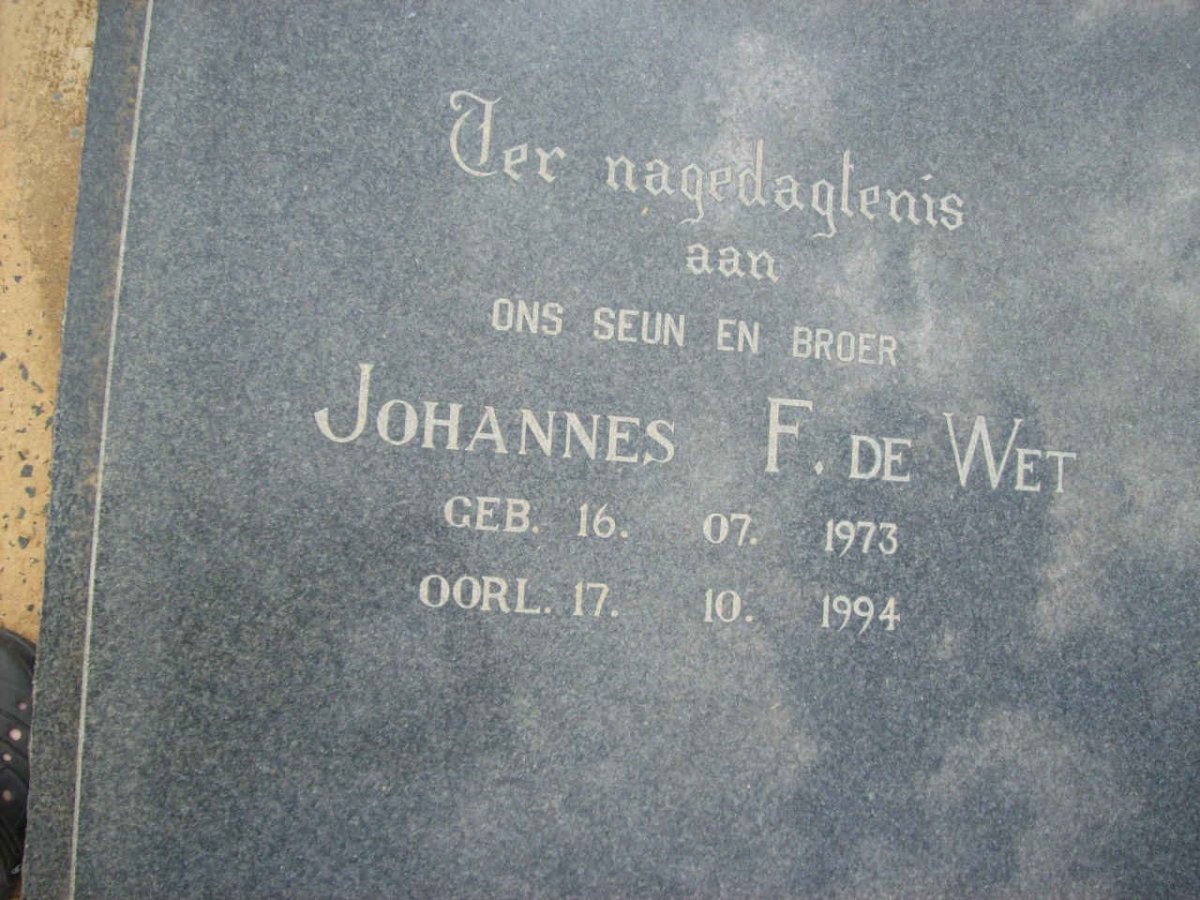 Ter nagedagtenis
aan
ONS SEUN EN BROER
JOHANNES F. DE WET
GEB. 16. 07. 1973
OORL. 17. 10. 1994